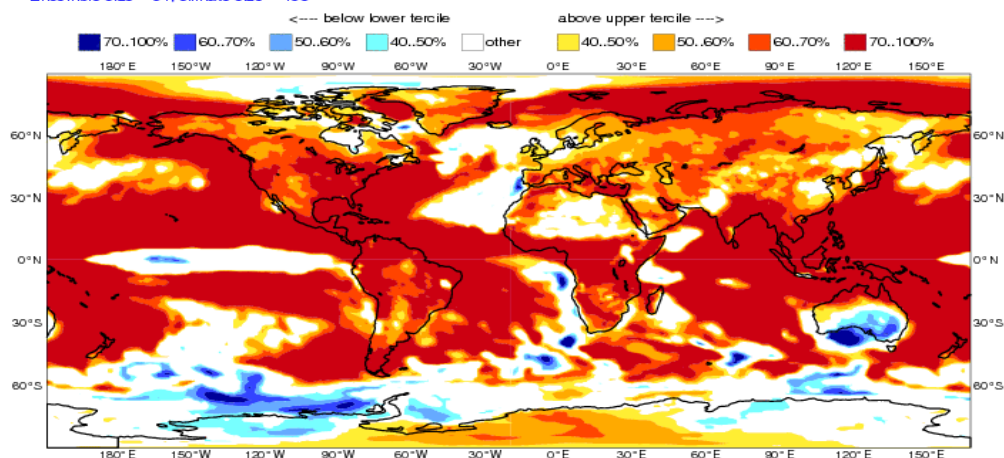 <---- below lower tercile above upper tercile ---->
70..100% 60..70% 50..60% 40..50% other 40..50% 50..60% 60..70% 70..100%
180°E 150°W 120°W 90°W 60°W 30°W 0°E 30°E 60°E 90°E 120°E 150°E
60°N 60°N
30°N 30°N
0°N 0°N
30°S 30°S
60°S 60°S
180°E 150°W 120°W 90°W 60°W 30°W 0°E 30°E 60°E 90°E 120°E 150°E